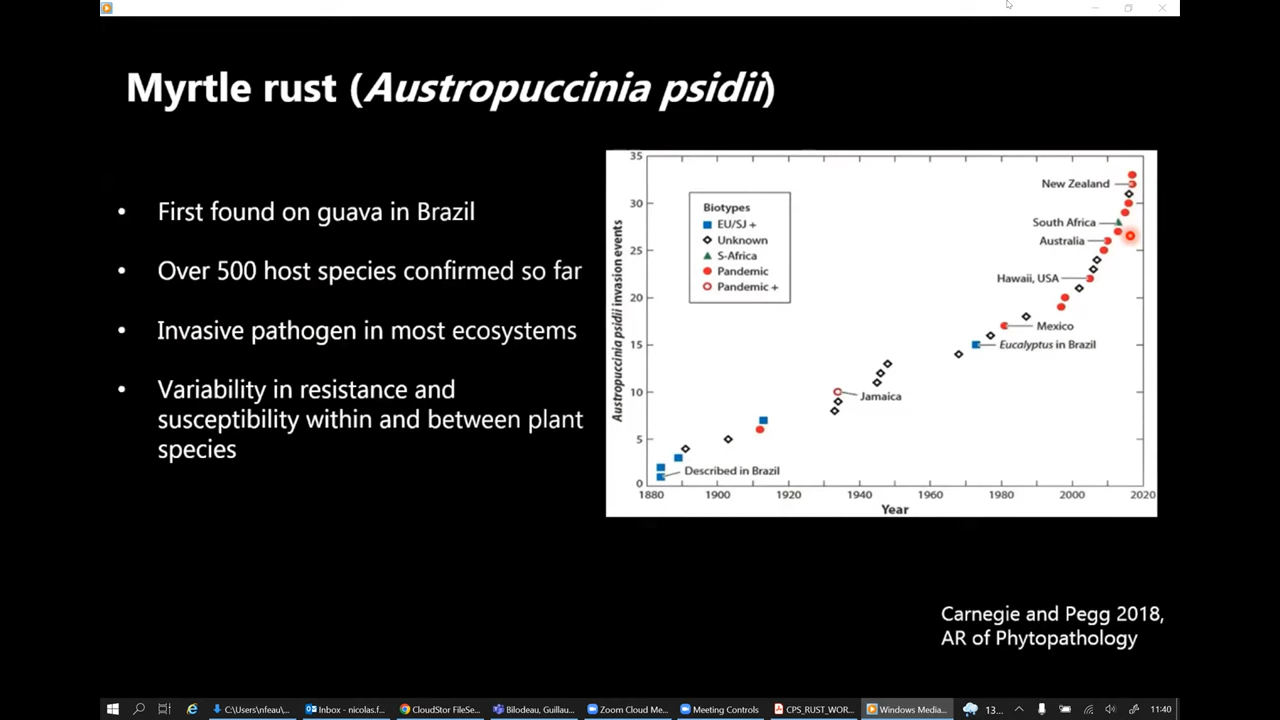 Myrtle rust (Austropuccinia psidii)
• First found on guava in Brazil
• Over 500 host species confirmed so far
• Invasive pathogen in most ecosystems
• Variability in resistance and
susceptibility within and between plant
species
Austropuccinia psidii invasion events
35
30
25
20
15
10
5
0
Biotypes
EU/SJ +
Unknown
S-Africa
Pandemic
Pandemic +
New Zealand
South Africa
Australia
Hawaii, USA
Mexico
Eucalyptus in Brazil
Jamaica
Described in Brazil
1880 1900 1920 1940 1960 1980 2000 2020
Year
Carnegie and Pegg 2018,
AR of Phytopathology
C:\Users\nfeau\... Inbox - nicolas.f... CloudStor FileSe... Bilodeau, Guillau... Zoom Cloud Me... Meeting Controls CPS_RUST_WOR... Windows Media... 13... 11:40